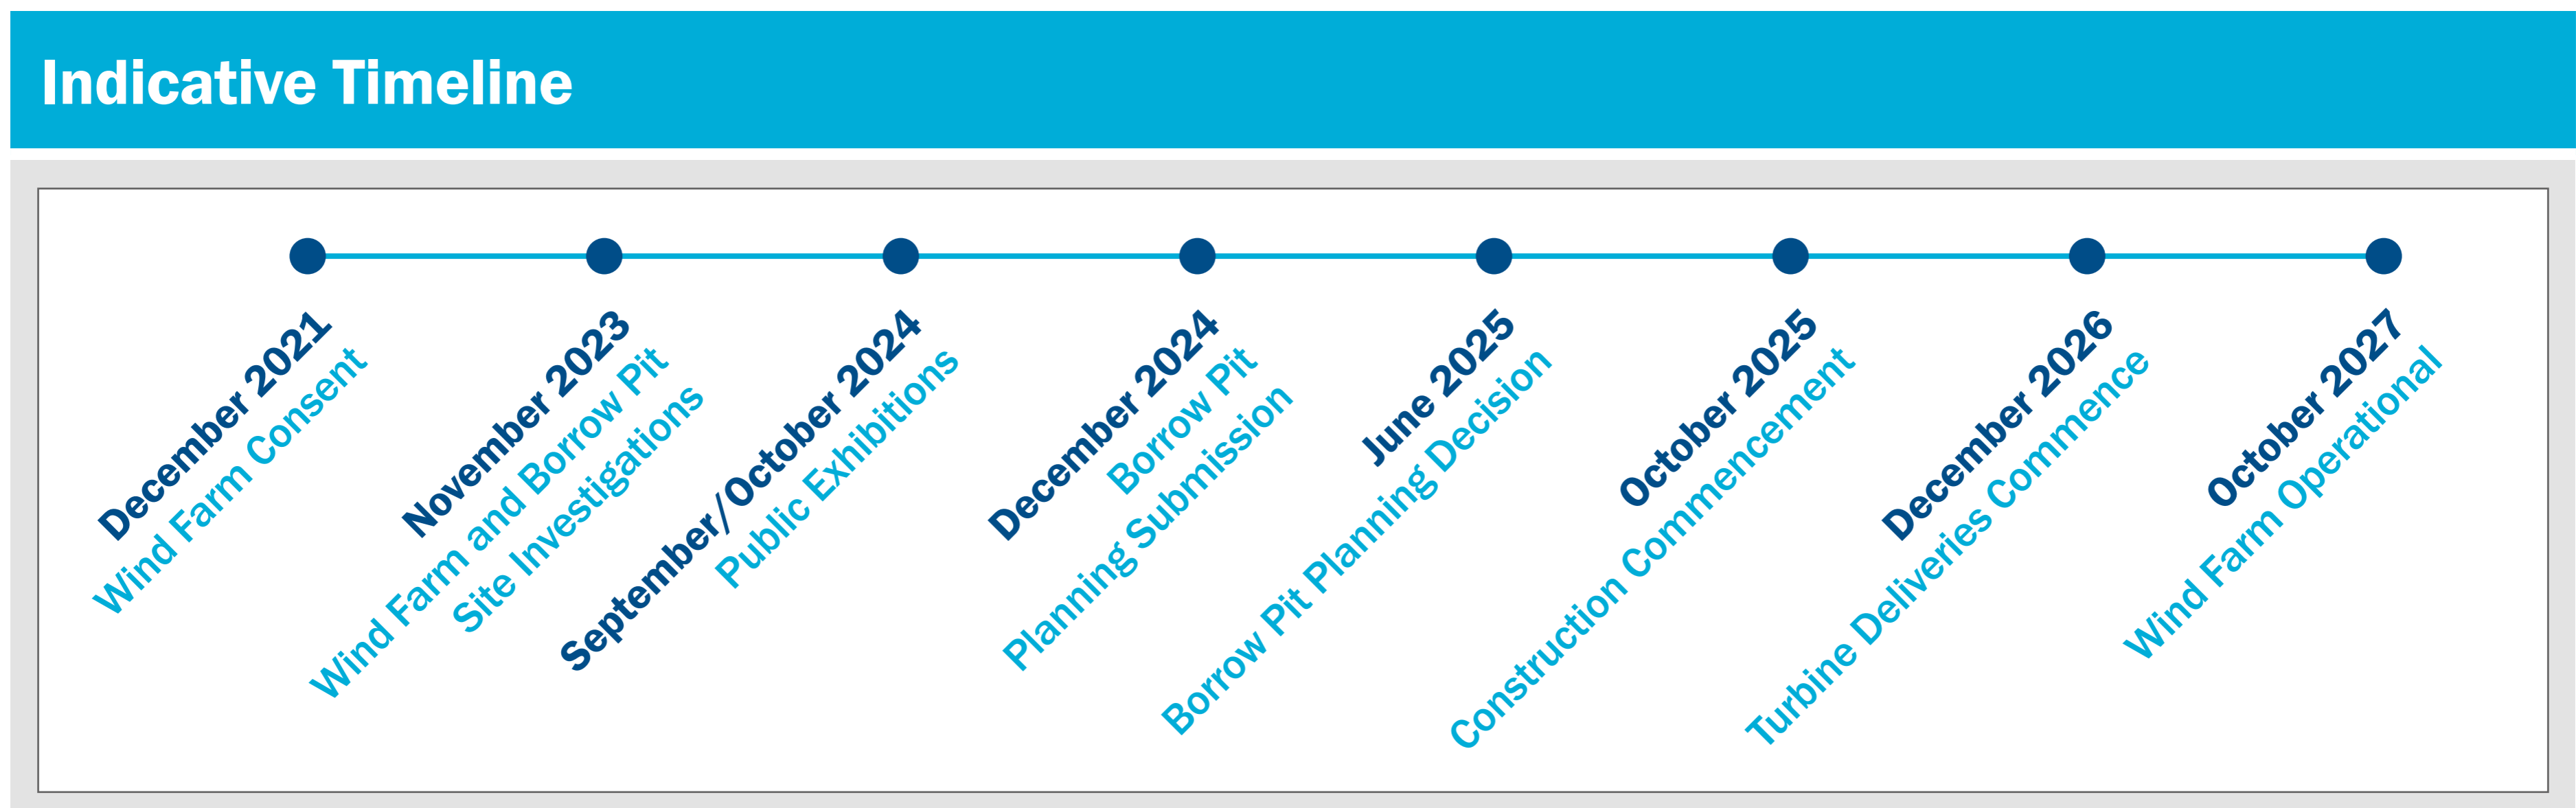 Indicative Timeline
December 2021
Wind Farm Consent
November 2023
Wind Farm and Borrow Pit
Site Investigations
September/October 2024
Public Exhibitions
December 2024
Borrow Pit
Planning Submission
June 2025
Borrow Pit Planning Decision
October 2025
Construction Commencement
December 2026
Turbine Deliveries Commence
October 2027
Wind Farm Operational